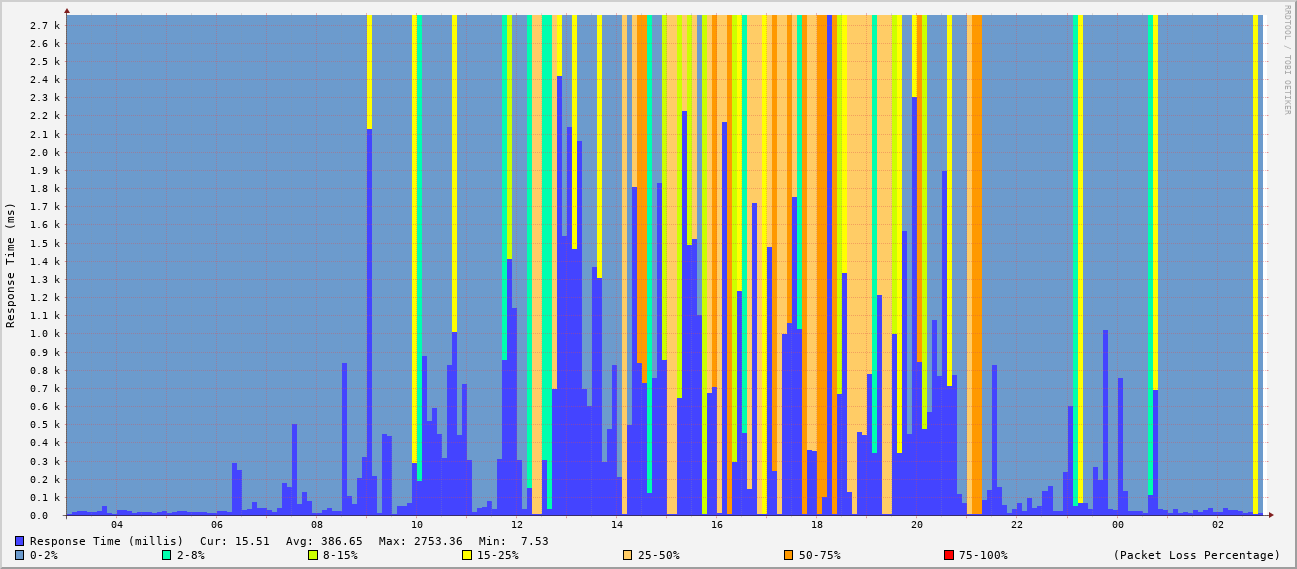 RRDTOOL / TOBI OETIKER
Response Time (ms)
2.7 k
2.6 k
2.5 k
2.4 k
2.3 k
2.2 k
2.1 k
2.0 k
1.9 k
1.8 k
1.7 k
1.6 k
1.5 k
1.4 k
1.3 k
1.2 k
1.1 k
1.0 k
0.9 k
0.8 k
0.7 k
0.6 k
0.5 k
0.4 k
0.3 k
0.2 k
0.1 k
0.0
04 06 08 10 12 14 16 18 20 22 00 02
Response Time (millis) Cur: 15.51 Avg: 386.65 Max: 2753.36 Min: 7.53
0-2% 2-8% 8-15% 15-25% 25-50% 50-75% 75-100% (Packet Loss Percentage)